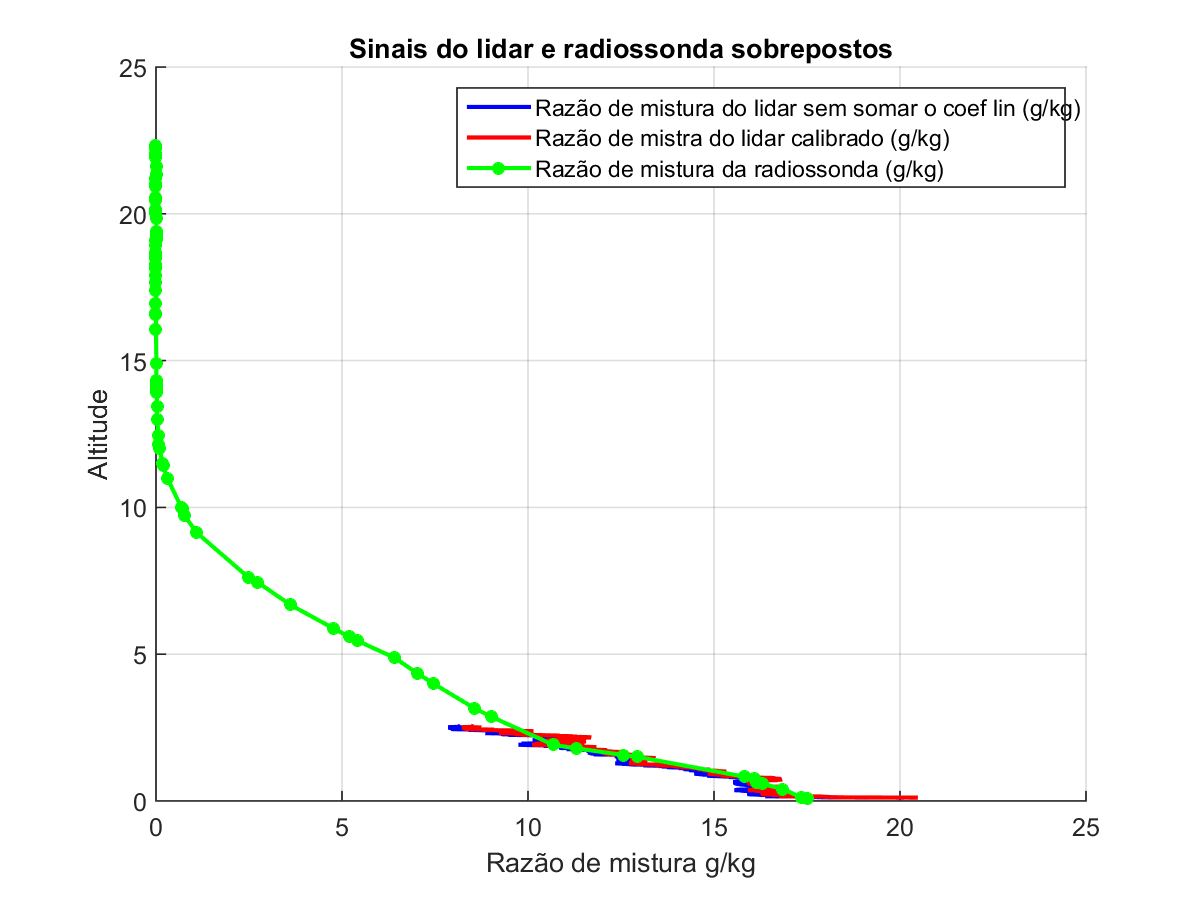 Sinais do lidar e radiossonda sobrepostos
25
Razão de mistura do lidar sem somar o coef lin (g/kg)
Razão de mistra do lidar calibrado (g/kg)
Razão de mistura da radiossonda (g/kg)
20
15
Altitude
10
5
0
0 5 10 15 20 25
Razão de mistura g/kg